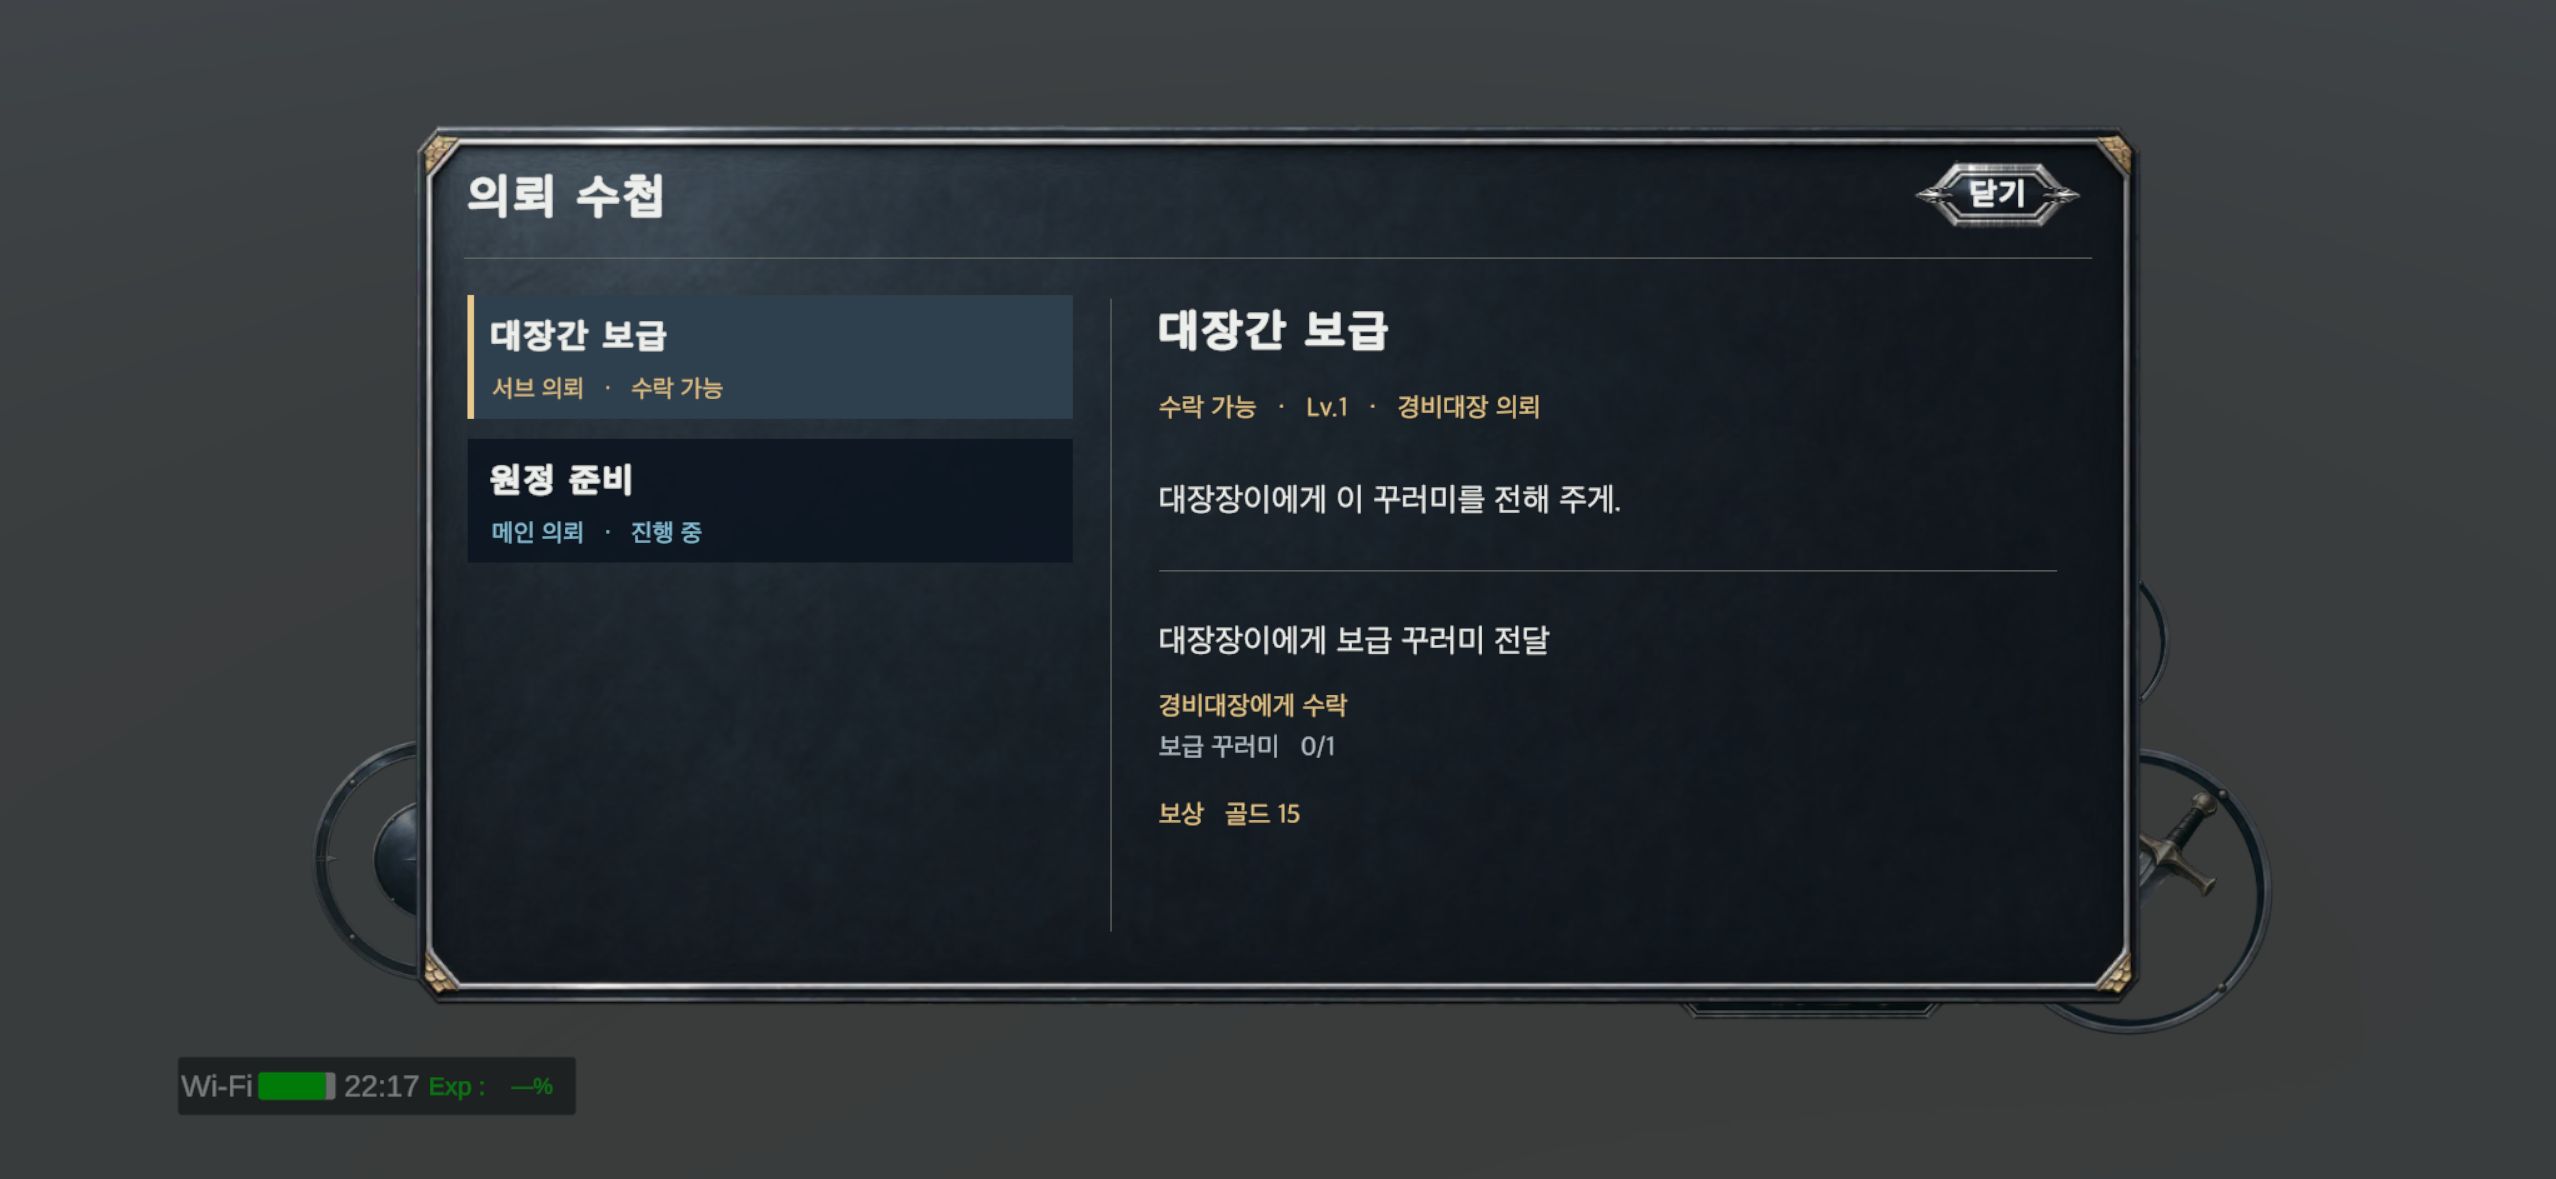 의뢰 수첩
닫기
대장간 보급
서브 의뢰 · 수락 가능
원정 준비
메인 의뢰 · 진행 중
대장간 보급
수락 가능 · Lv.1 · 경비대장 의뢰
대장장이에게 이 꾸러미를 전해 주게.
대장장이에게 보급 꾸러미 전달
경비대장에게 수락
보급 꾸러미 0/1
보상 골드 15
Wi-Fi 22:17 Exp : —%